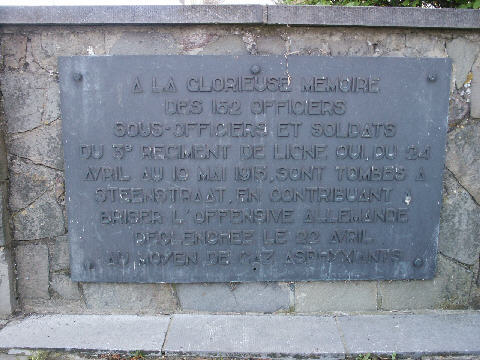 A LA GLORIEUSE MEMOIRE
DES 152 OFFICIERS
SOUS-OFFICIERS ET SOLDATS
DU 3e REGIMENT DE LIGNE QUI, DU 24
AVRIL AU 19 MAI 1915, SONT TOMBES A
STEENSTRAAT, EN CONTRIBUANT A
BRISER L'OFFENSIVE ALLEMANDE
DECLENCHEE LE 22 AVRIL
AU MOYEN DE GAZ ASPHYXIANTS